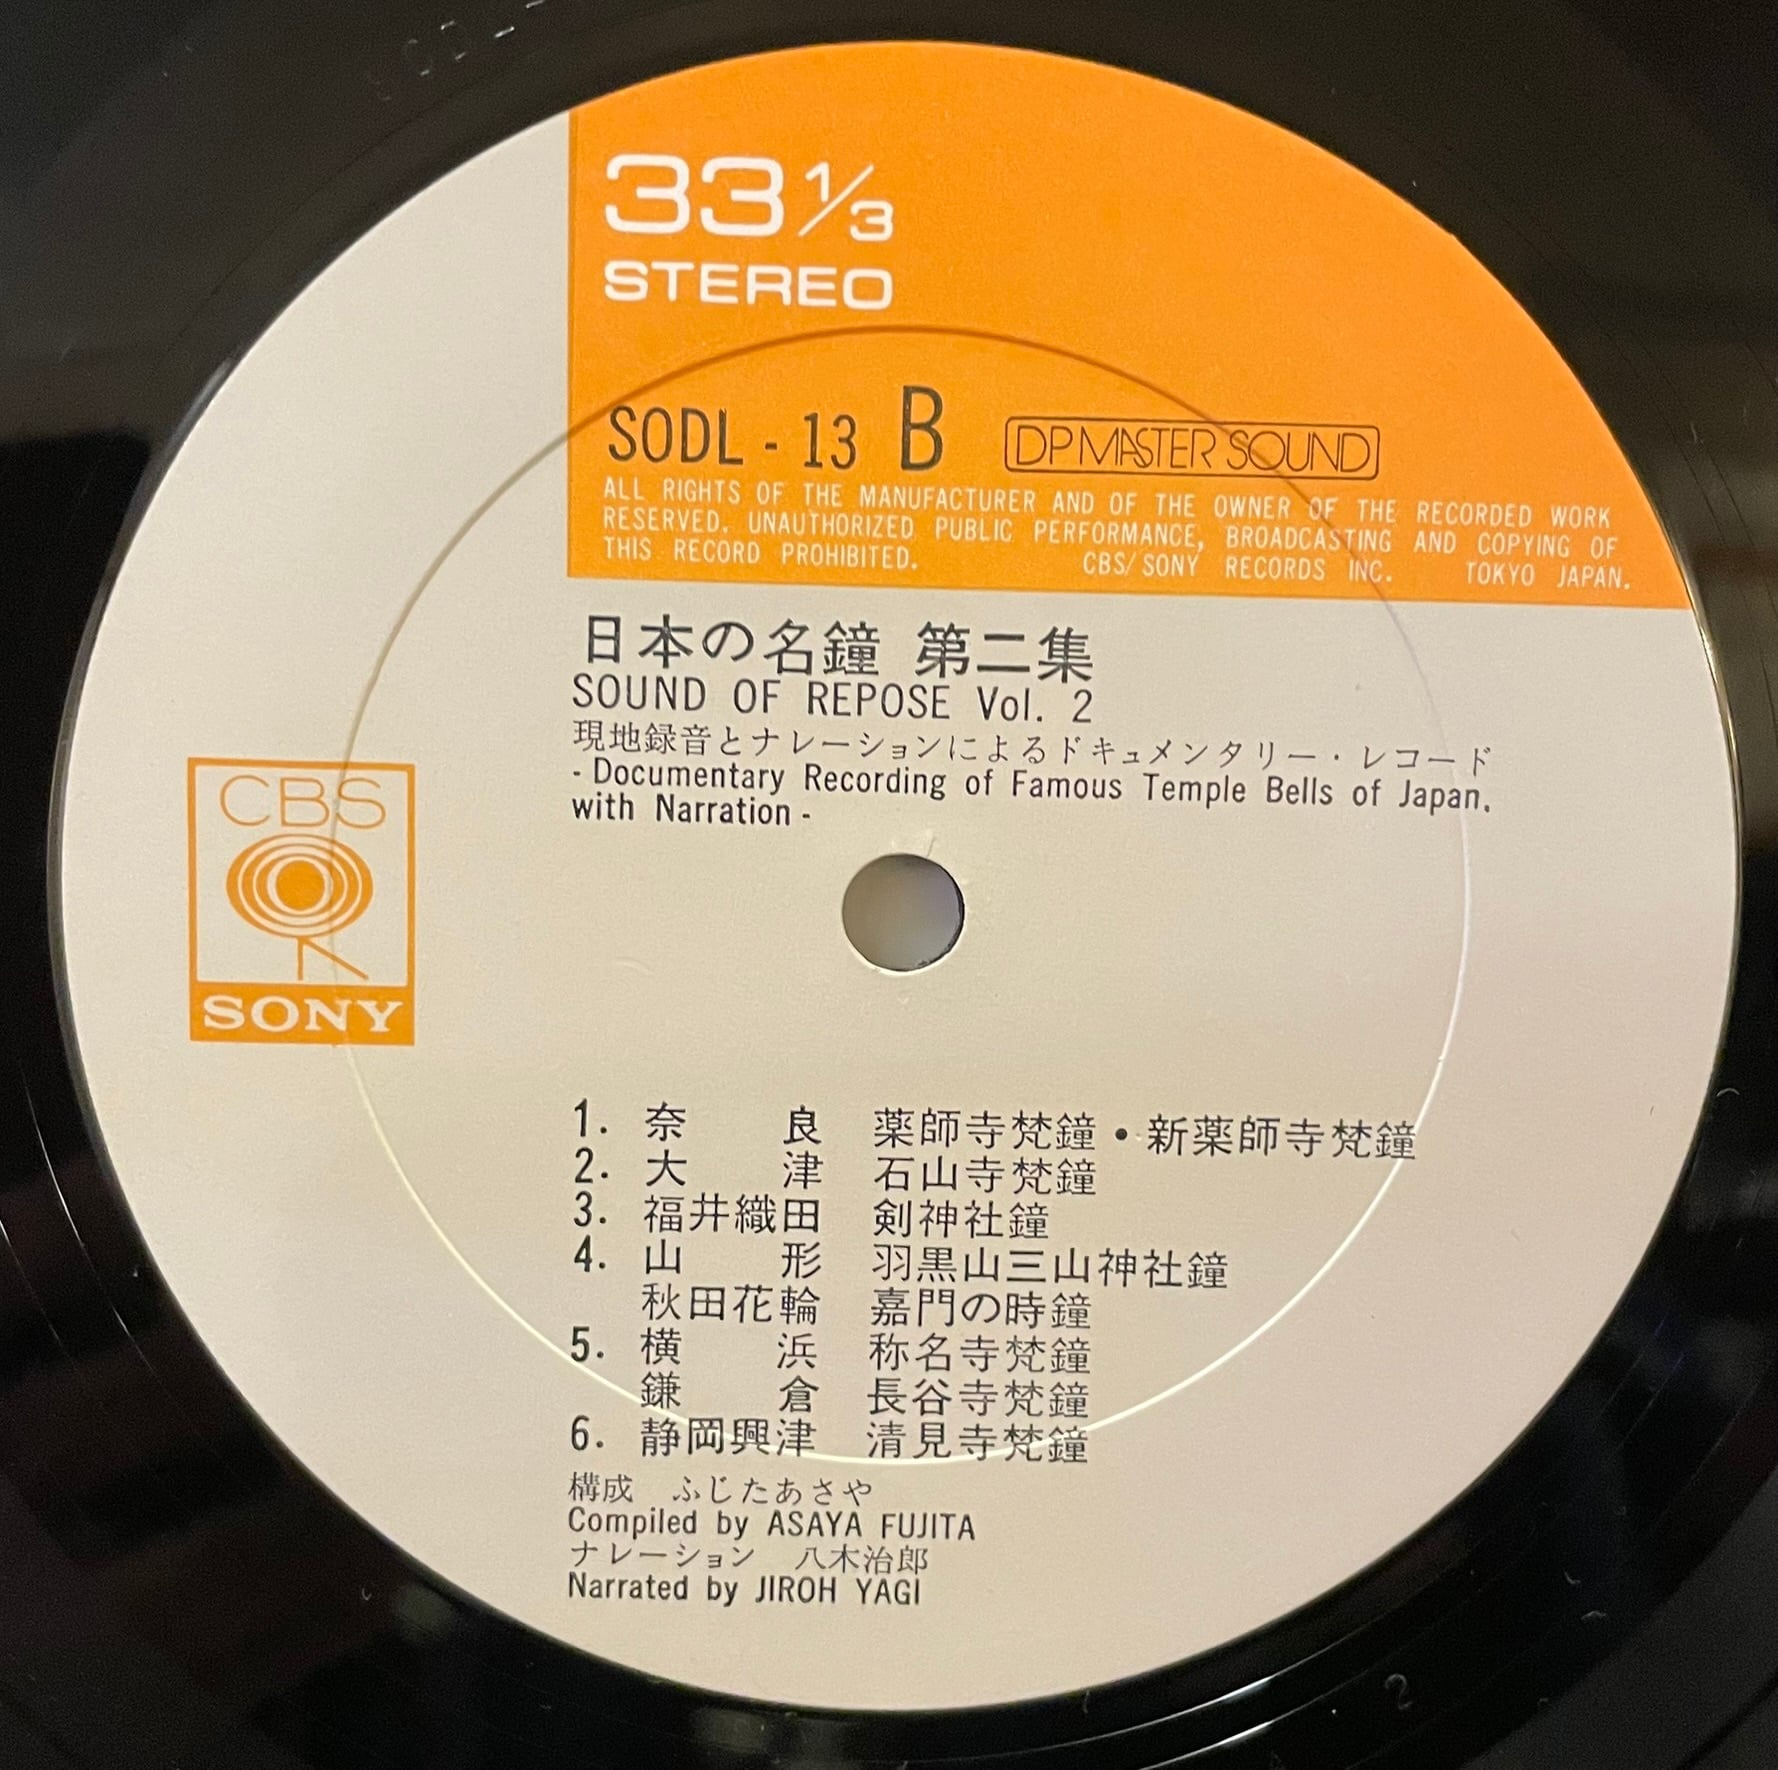 33 1/3
STEREO
SODL - 13 B DP MASTER SOUND
ALL RIGHTS OF THE MANUFACTURER AND OF THE OWNER OF THE RECORDED WORK
RESERVED. UNAUTHORIZED PUBLIC PERFORMANCE, BROADCASTING AND COPYING OF
THIS RECORD PROHIBITED. CBS/SONY RECORDS INC. TOKYO JAPAN.
日本の名鐘 第二集
SOUND OF REPOSE Vol. 2
現地録音とナレーションによるドキュメンタリー・レコード
- Documentary Recording of Famous Temple Bells of Japan.
with Narration -
CBS
SONY
1. 奈良 薬師寺梵鐘・新薬師寺梵鐘
2. 大津 石山寺梵鐘
3. 福井織田 剣神社鐘
4. 山形 羽黒山三山神社鐘
秋田花輪 嘉門の時鐘
5. 横浜 称名寺梵鐘
鎌倉 長谷寺梵鐘
6. 静岡興津 清見寺梵鐘
構成 ふじたあさや
Compiled by ASAYA FUJITA
ナレーション 八木治郎
Narrated by JIROH YAGI
2